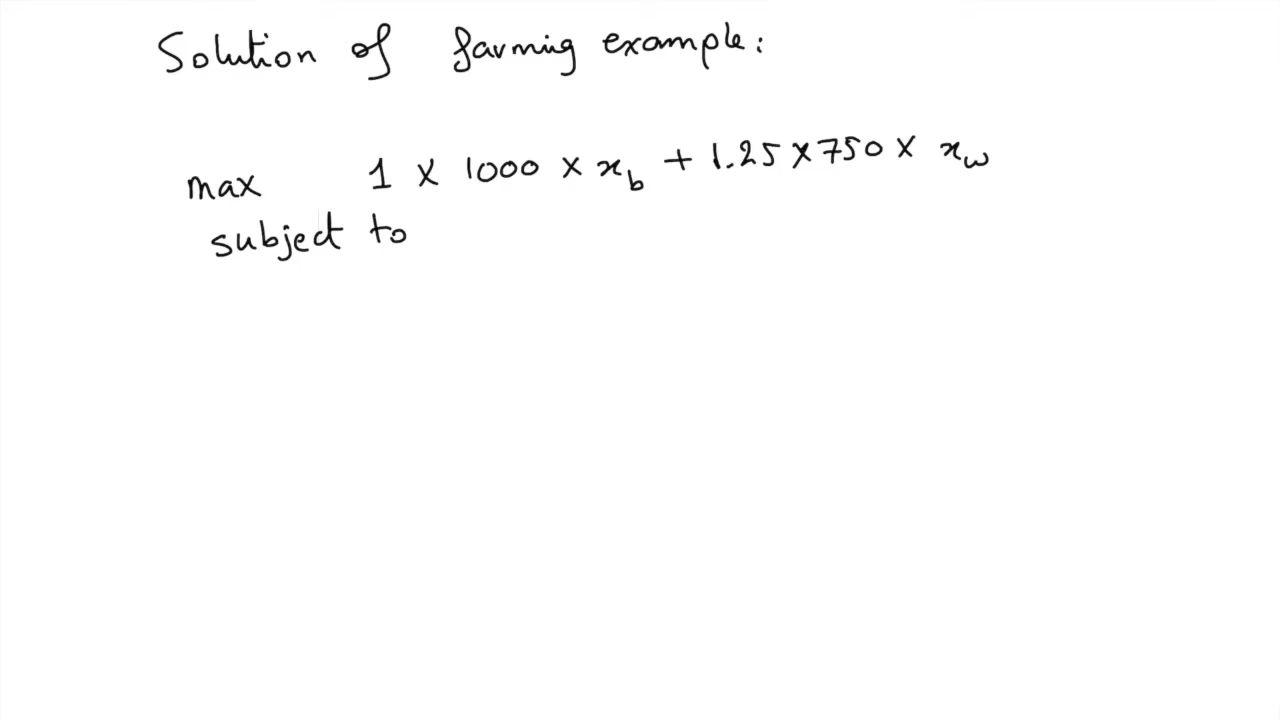 Solution of farming example:
max 1 × 1000 × x_b + 1.25 × 750 × x_w
subject to